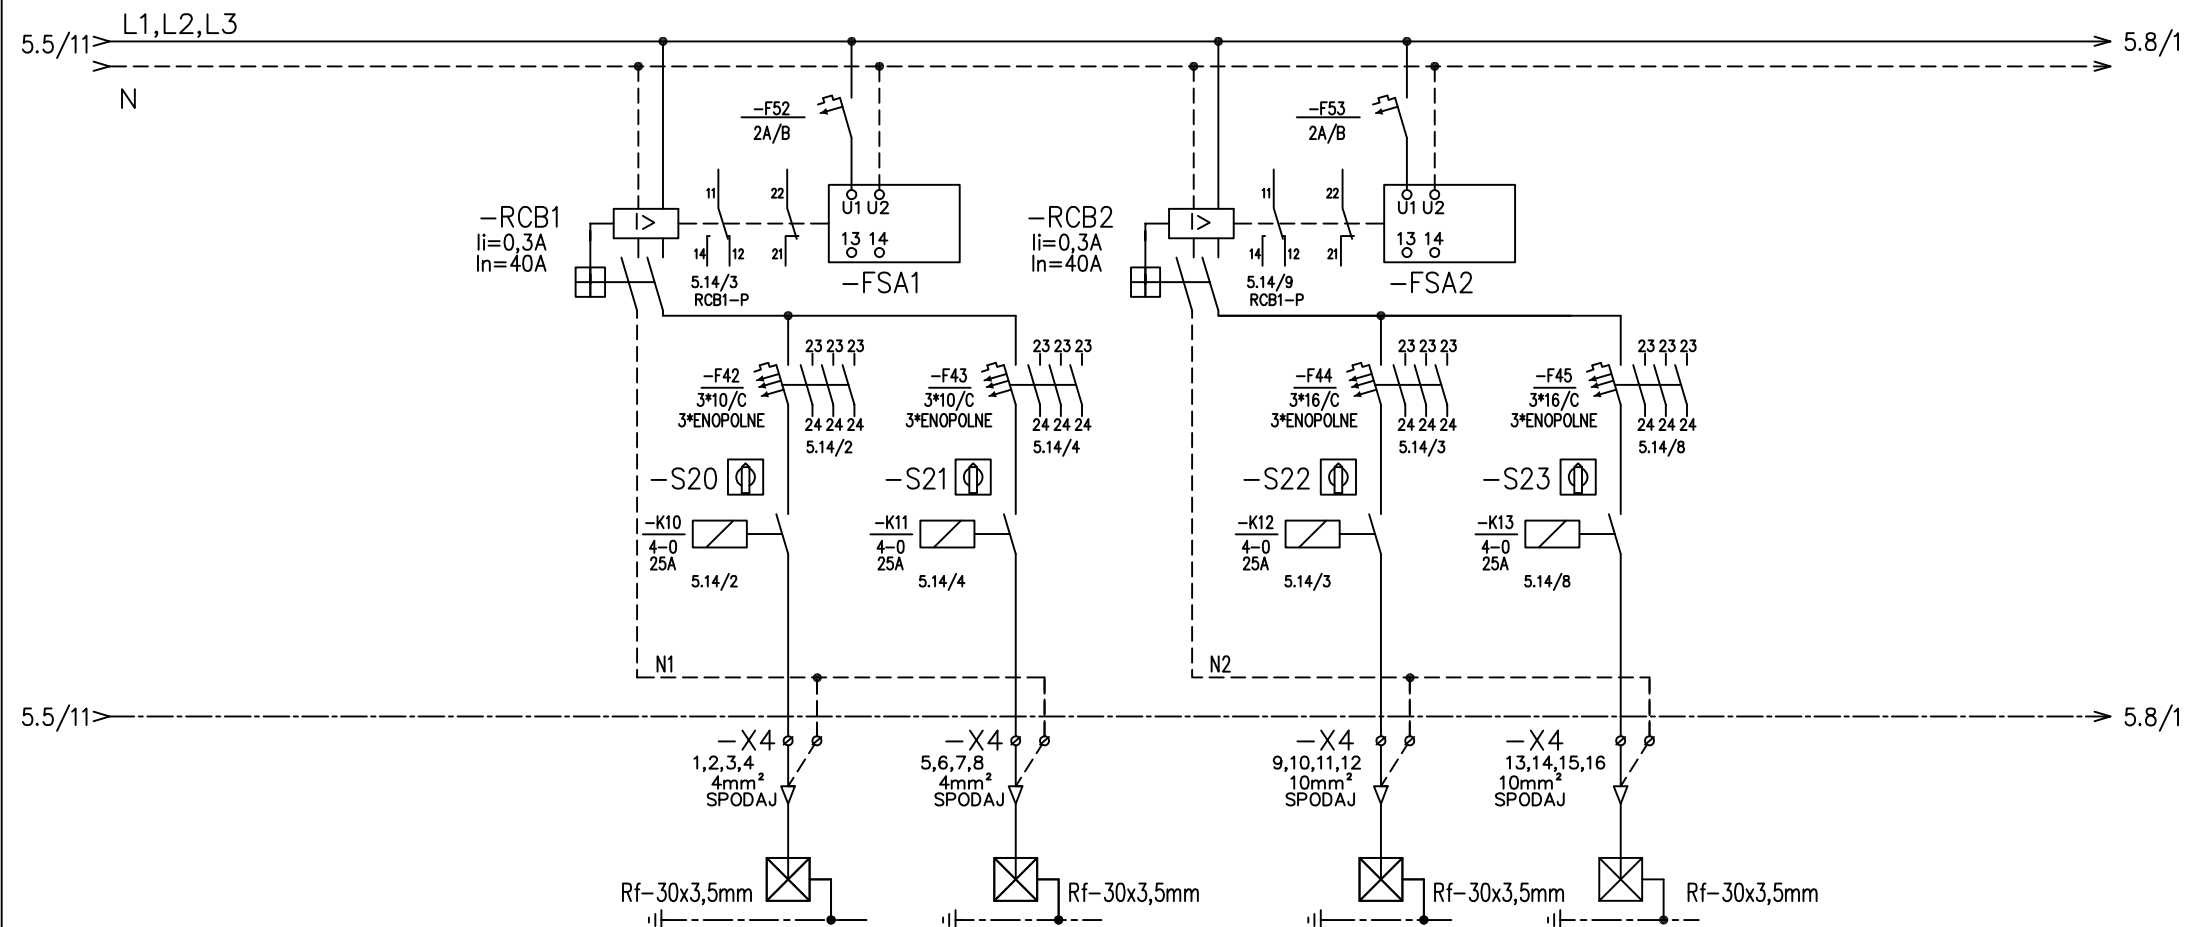 L1,L2,L3
5.5/11
5.8/1
N
-F52
2A/B
-F53
2A/B
-RCB1
Ii=0,3A
In=40A
11
22
14
12
21
U1 U2
13 14
5.14/3
RCB1-P
-FSA1
-RCB2
Ii=0,3A
In=40A
11
22
14
12
21
U1 U2
13 14
5.14/9
RCB1-P
-FSA2
23 23 23
-F42
3*10/C
3*ENOPOLNE
24 24 24
5.14/2
23 23 23
-F43
3*10/C
3*ENOPOLNE
24 24 24
5.14/4
23 23 23
-F44
3*16/C
3*ENOPOLNE
24 24 24
5.14/3
23 23 23
-F45
3*16/C
3*ENOPOLNE
24 24 24
5.14/8
-S20
-S21
-S22
-S23
-K10
4-0
25A
5.14/2
-K11
4-0
25A
5.14/4
-K12
4-0
25A
5.14/3
-K13
4-0
25A
5.14/8
N1
N2
5.5/11
5.8/1
-X4
1,2,3,4
4mm²
SPODAJ
-X4
5,6,7,8
4mm²
SPODAJ
-X4
9,10,11,12
10mm²
SPODAJ
-X4
13,14,15,16
10mm²
SPODAJ
Rf-30x3,5mm
Rf-30x3,5mm
Rf-30x3,5mm
Rf-30x3,5mm